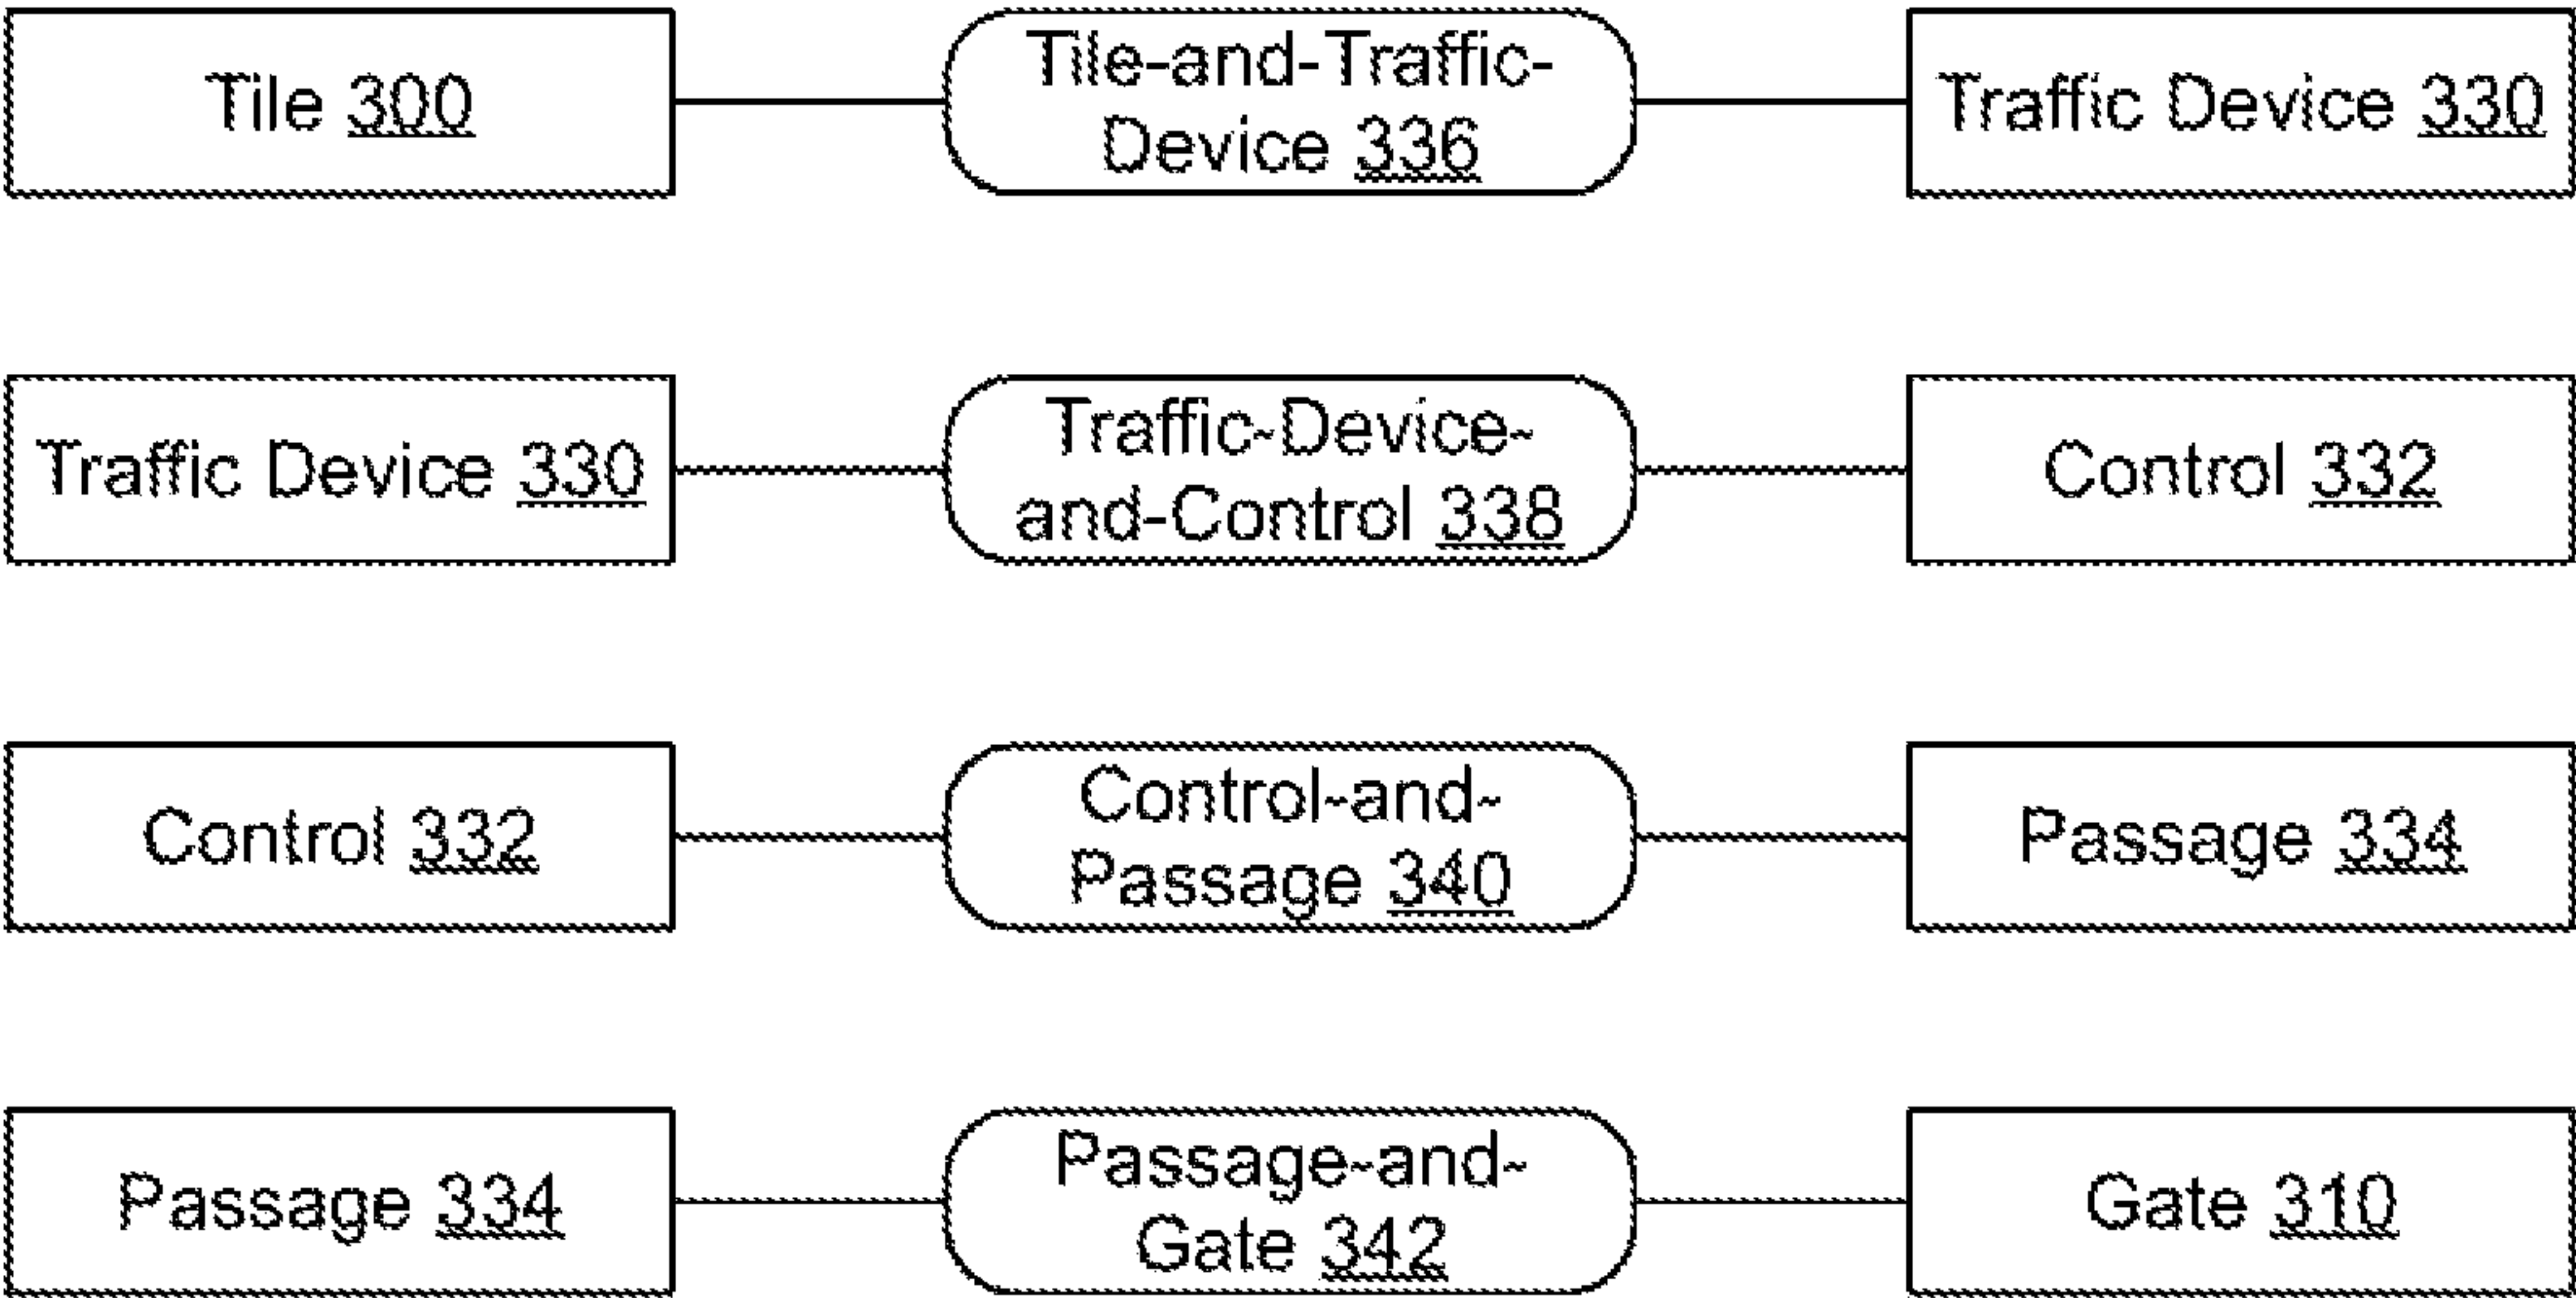 Tile 300
Tile-and-Traffic-
Device 336
Traffic Device 330
Traffic Device 330
Traffic-Device-
and-Control 338
Control 332
Control 332
Control-and-
Passage 340
Passage 334
Passage 334
Passage-and-
Gate 342
Gate 310